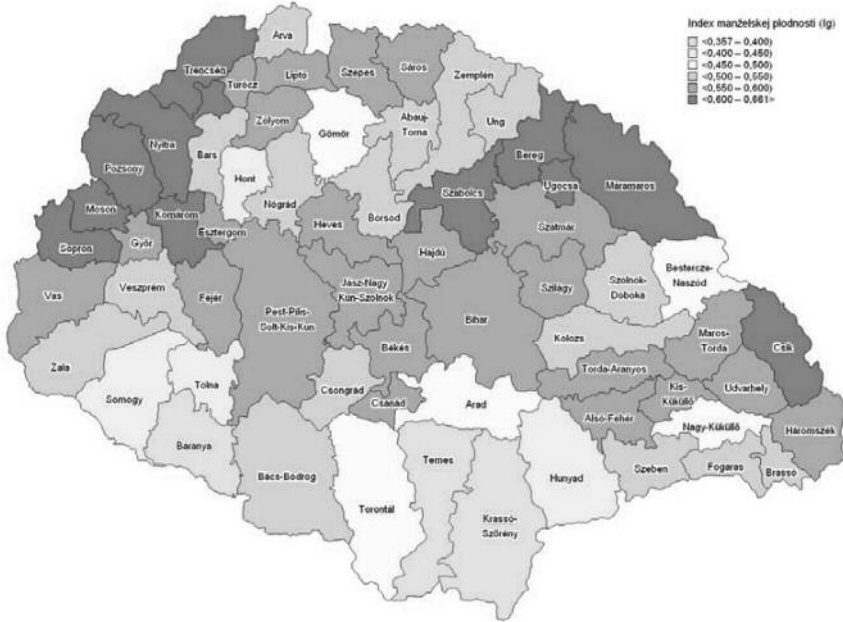 Index manželskej plodnosti (Ig)
<0,357 – 0,400)
<0,400 – 0,450)
<0,450 – 0,500)
<0,500 – 0,550)
<0,550 – 0,600)
<0,600 – 0,661>
Árva
Trencsén
Turócz
Liptó
Szepes
Sáros
Zemplén
Zólyom
Gömör
Abauj-
Torna
Ung
Nyitra
Bars
Pozsony
Hont
Bereg
Ugocsa
Máramaros
Nógrád
Borsod
Szabolcs
Moson
Komárom
Esztergom
Heves
Szatmár
Sopron
Győr
Hajdú
Vas
Veszprém
Fejér
Jász-Nagy
Kun-Szolnok
Szilágy
Szolnok-
Doboka
Besztercze-
Naszód
Pest-Pilis-
Solt-Kis-Kun
Bihar
Békés
Kolozs
Maros-
Torda
Csík
Zala
Tolna
Somogy
Csongrád
Csanád
Arad
Torda-Aranyos
Kis-
Küküllő
Udvarhely
Alsó-Fehér
Nagy-Küküllő
Háromszék
Baranya
Bács-Bodrog
Torontál
Temes
Krassó-
Szörény
Hunyad
Szeben
Fogaras
Brassó